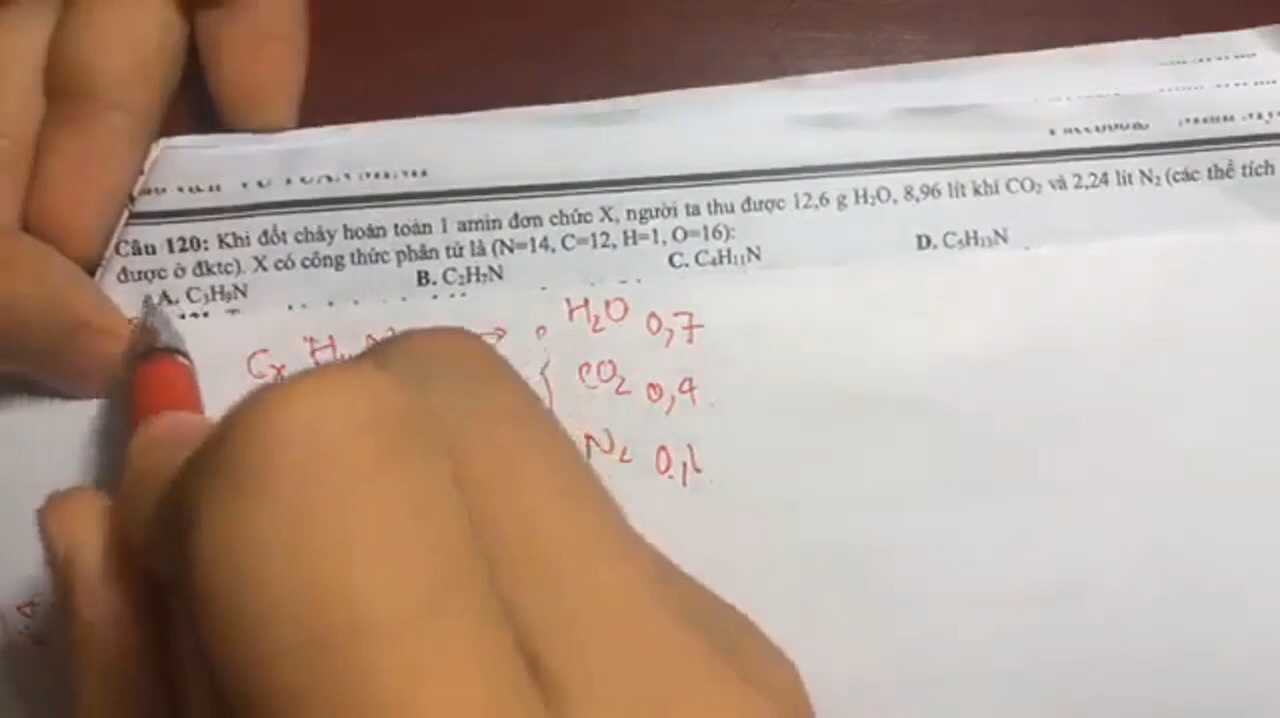 Câu 120: Khi đốt cháy hoàn toàn 1 amin đơn chức X, người ta thu được 12,6 g H₂O, 8,96 lít khí CO₂ và 2,24 lít N₂ (các thể tích
được ở đktc). X có công thức phân tử là (N=14, C=12, H=1, O=16):
A. C₃H₉N B. C₂H₇N C. C₄H₁₁N D. C₅H₁₃N
H₂O 0,7
Cx
CO₂ 0,4
N₂ 0,1